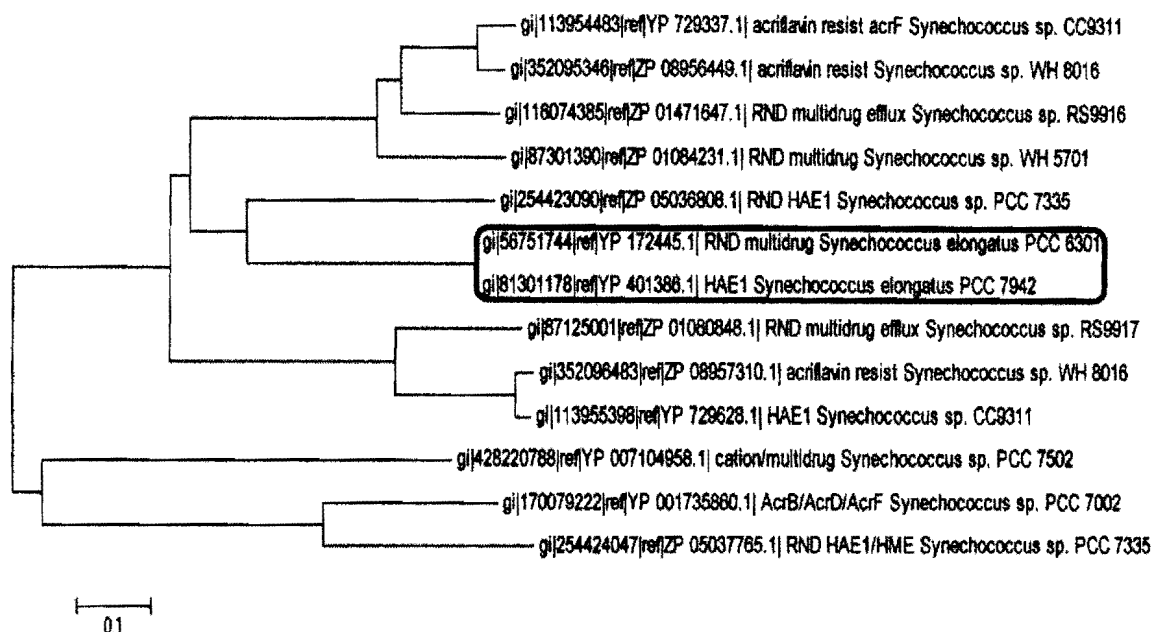 gi|113954483|ref|YP 729337.1| acriflavin resist acrF Synechococcus sp. CC9311
gi|352095346|ref|ZP 08956449.1| acriflavin resist Synechococcus sp. WH 8016
gi|116074385|ref|ZP 01471647.1| RND multidrug efflux Synechococcus sp. RS9916
gi|87301390|ref|ZP 01084231.1| RND multidrug Synechococcus sp. WH 5701
gi|254423090|ref|ZP 05036808.1| RND HAE1 Synechococcus sp. PCC 7335
gi|56751744|ref|YP 172445.1| RND multidrug Synechococcus elongatus PCC 6301
gi|81301178|ref|YP 401386.1| HAE1 Synechococcus elongatus PCC 7942
gi|87125001|ref|ZP 01080848.1| RND multidrug efflux Synechococcus sp. RS9917
gi|352096483|ref|ZP 08957310.1| acriflavin resist Synechococcus sp. WH 8016
gi|113955398|ref|YP 729628.1| HAE1 Synechococcus sp. CC9311
gi|428220788|ref|YP 007104958.1| cation/multidrug Synechococcus sp. PCC 7502
gi|170079222|ref|YP 001735860.1| AcrB/AcrD/AcrF Synechococcus sp. PCC 7002
gi|254424047|ref|ZP 05037765.1| RND HAE1/HME Synechococcus sp. PCC 7335
0.1